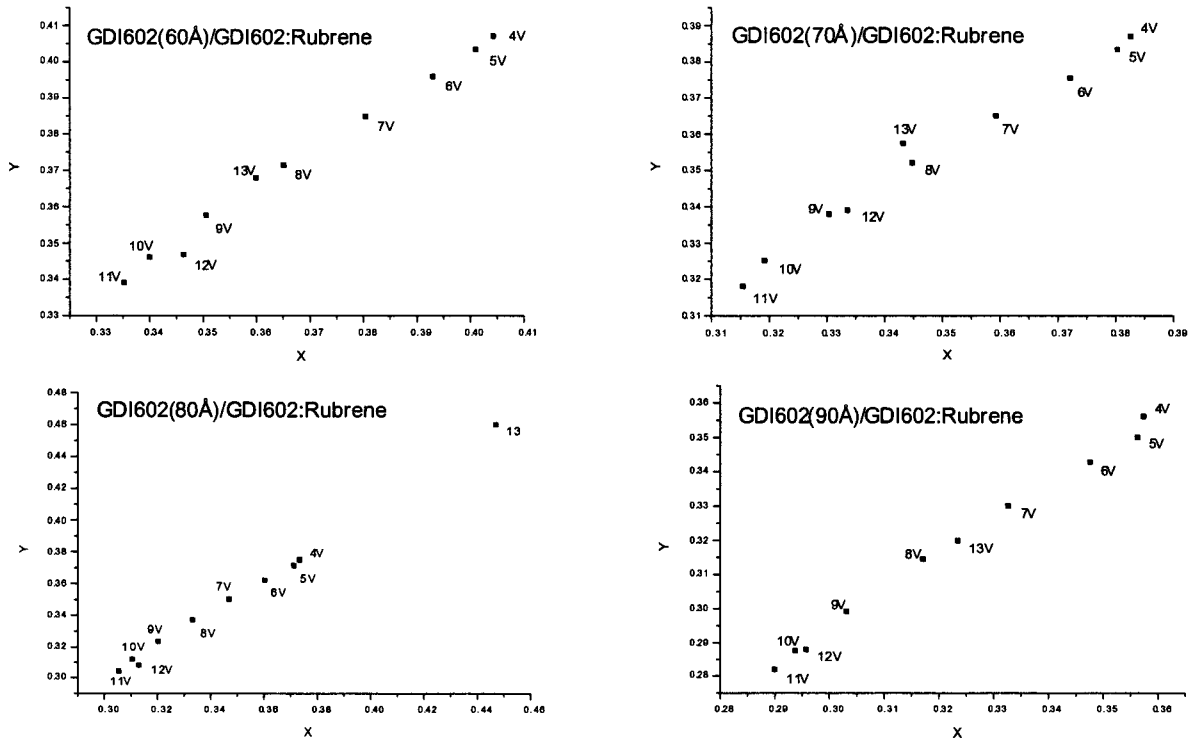 GDI602(60Å)/GDI602:Rubrene
0.41
0.40
0.39
0.38
0.37
0.36
0.35
0.34
0.33
Y
4V
5V
6V
7V
13V
8V
9V
10V
12V
11V
0.33 0.34 0.35 0.36 0.37 0.38 0.39 0.40 0.41
X
GDI602(70Å)/GDI602:Rubrene
0.39
0.38
0.37
0.36
0.35
0.34
0.33
0.32
0.31
Y
4V
5V
6V
7V
13V
8V
9V
12V
10V
11V
0.31 0.32 0.33 0.34 0.35 0.36 0.37 0.38 0.39
X
GDI602(80Å)/GDI602:Rubrene
0.48
0.46
0.44
0.42
0.40
0.38
0.36
0.34
0.32
0.30
Y
13
4V
5V
6V
7V
8V
9V
10V
12V
11V
0.30 0.32 0.34 0.36 0.38 0.40 0.42 0.44 0.46
X
GDI602(90Å)/GDI602:Rubrene
0.36
0.35
0.34
0.33
0.32
0.31
0.30
0.29
0.28
Y
4V
5V
6V
7V
13V
8V
9V
10V
12V
11V
0.28 0.29 0.30 0.31 0.32 0.33 0.34 0.35 0.36
X